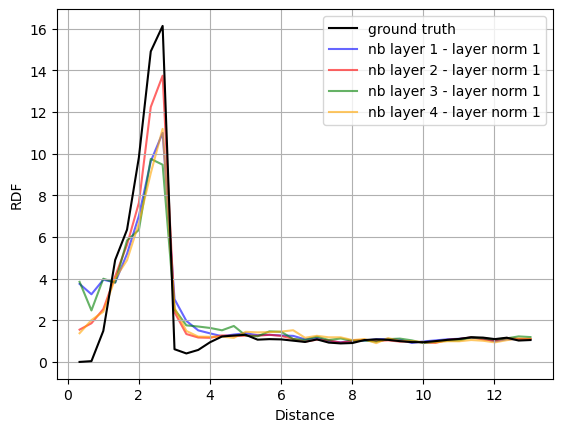 ground truth
nb layer 1 - layer norm 1
nb layer 2 - layer norm 1
nb layer 3 - layer norm 1
nb layer 4 - layer norm 1
RDF
16
14
12
10
8
6
4
2
0
0 2 4 6 8 10 12
Distance